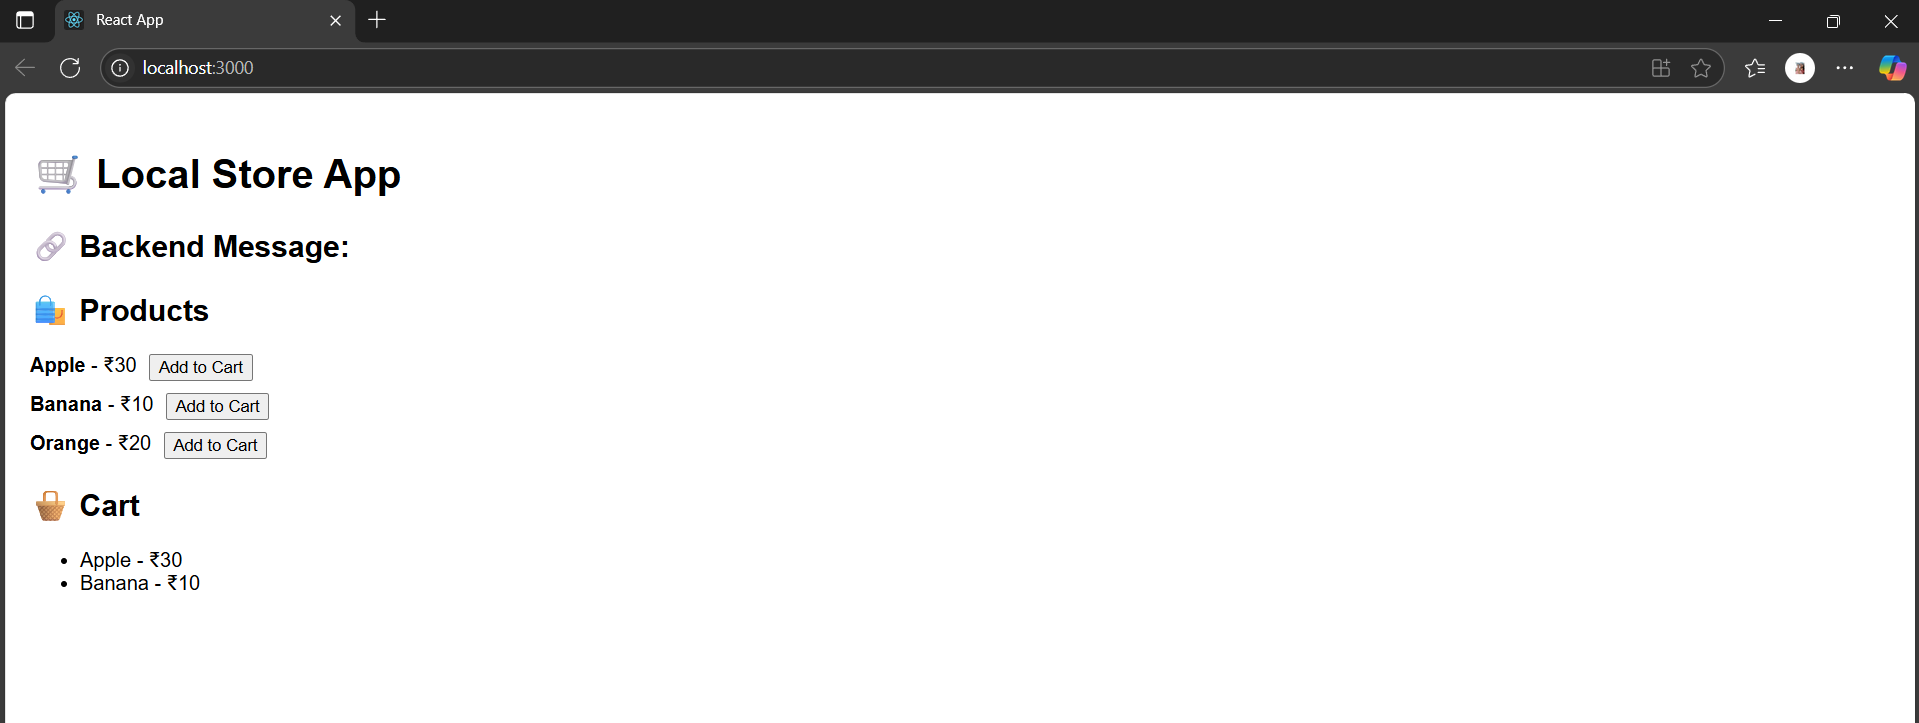 React App
localhost:3000
Local Store App
Backend Message:
Products
Apple - ₹30 Add to Cart
Banana - ₹10 Add to Cart
Orange - ₹20 Add to Cart
Cart
• Apple - ₹30
• Banana - ₹10